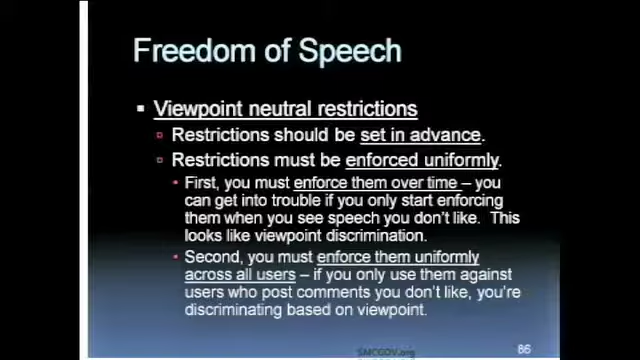 Freedom of Speech
Viewpoint neutral restrictions
Restrictions should be set in advance.
Restrictions must be enforced uniformly.
First, you must enforce them over time – you
can get into trouble if you only start enforcing
them when you see speech you don't like. This
looks like viewpoint discrimination.
Second, you must enforce them uniformly
across all users – if you only use them against
users who post comments you don't like, you're
discriminating based on viewpoint.
SMCGOV.org
86